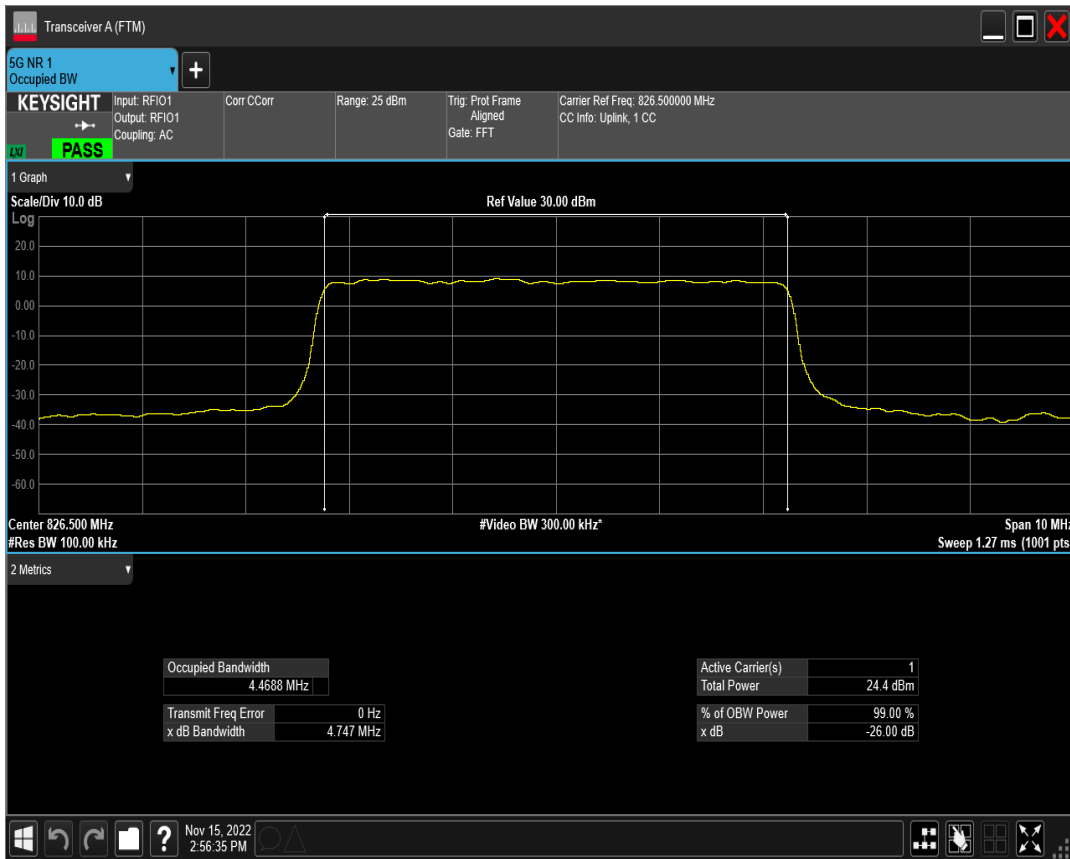 Transceiver A (FTM)
5G NR 1
Occupied BW
+
KEYSIGHT
LXI
PASS
Input: RFIO1
Output: RFIO1
Coupling: AC
Corr CCorr
Range: 25 dBm
Trig: Prot Frame
Aligned
Gate: FFT
Carrier Ref Freq: 826.500000 MHz
CC Info: Uplink, 1 CC
1 Graph
Scale/Div 10.0 dB
Ref Value 30.00 dBm
Log
20.0
10.0
0.00
-10.0
-20.0
-30.0
-40.0
-50.0
-60.0
Center 826.500 MHz
#Video BW 300.00 kHz*
Span 10 MHz
#Res BW 100.00 kHz
Sweep 1.27 ms (1001 pts
2 Metrics
Occupied Bandwidth
4.4688 MHz
Transmit Freq Error 0 Hz
x dB Bandwidth 4.747 MHz
Active Carrier(s) 1
Total Power 24.4 dBm
% of OBW Power 99.00 %
x dB -26.00 dB
?
Nov 15, 2022
2:56:35 PM